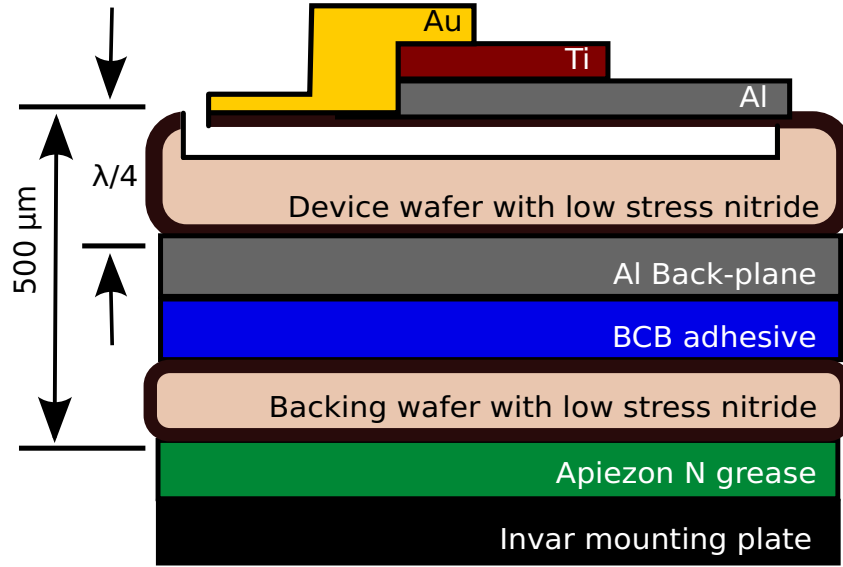 Au
Ti
Al
λ/4
500 μm
Device wafer with low stress nitride
Al Back-plane
BCB adhesive
Backing wafer with low stress nitride
Apiezon N grease
Invar mounting plate